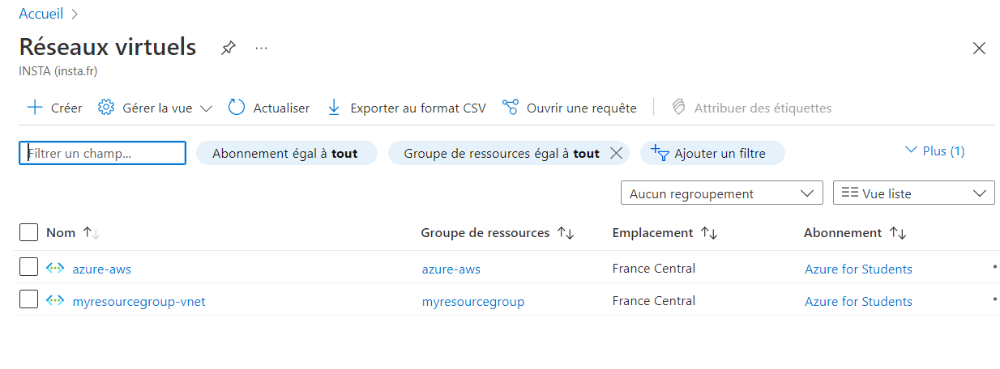 Accueil
Réseaux virtuels
INSTA (insta.fr)
Créer Gérer la vue Actualiser Exporter au format CSV Ouvrir une requête Attribuer des étiquettes
Filtrer un champ... Abonnement égal à tout Groupe de ressources égal à tout Ajouter un filtre Plus (1)
Aucun regroupement Vue liste
Nom Groupe de ressources Emplacement Abonnement
azure-aws azure-aws France Central Azure for Students
myresourcegroup-vnet myresourcegroup France Central Azure for Students